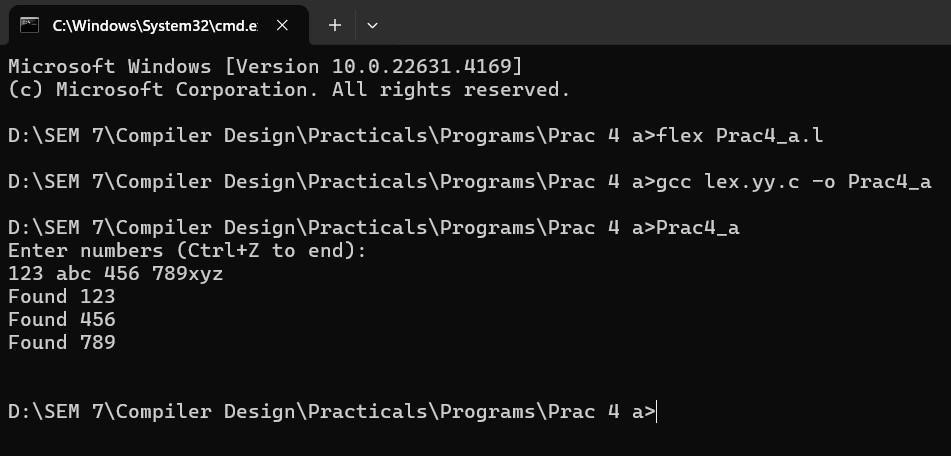 C:\Windows\System32\cmd.e
Microsoft Windows [Version 10.0.22631.4169]
(c) Microsoft Corporation. All rights reserved.
D:\SEM 7\Compiler Design\Practicals\Programs\Prac 4 a>flex Prac4_a.l
D:\SEM 7\Compiler Design\Practicals\Programs\Prac 4 a>gcc lex.yy.c -o Prac4_a
D:\SEM 7\Compiler Design\Practicals\Programs\Prac 4 a>Prac4_a
Enter numbers (Ctrl+Z to end):
123 abc 456 789xyz
Found 123
Found 456
Found 789
D:\SEM 7\Compiler Design\Practicals\Programs\Prac 4 a>